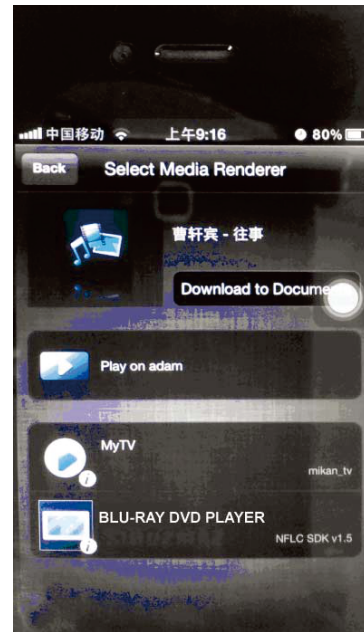 中国移动 上午9:16 80%
Back Select Media Renderer
曹轩宾 - 往事
Download to Docume
Play on adam
MyTV
mikan_tv
BLU-RAY DVD PLAYER
NFLC SDK v1.5